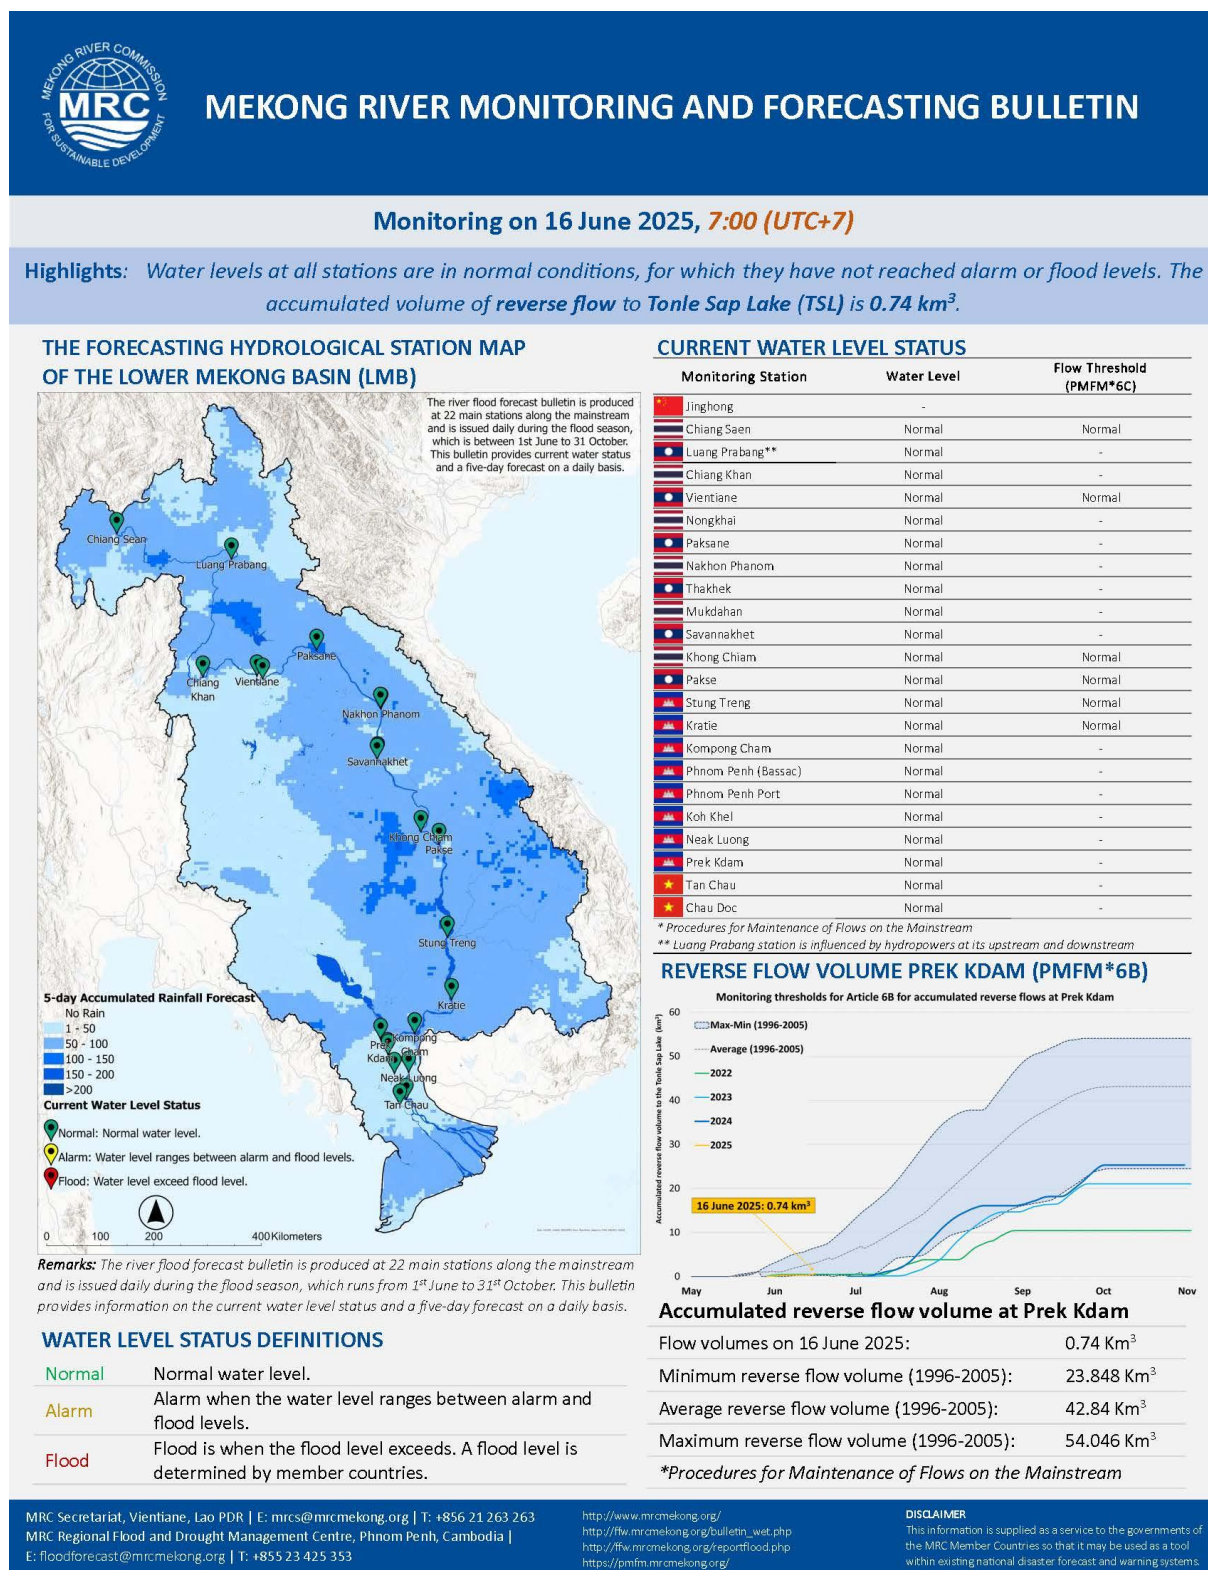 MEKONG RIVER COMMISSION
MRC
FOR SUSTAINABLE DEVELOPMENT
MEKONG RIVER MONITORING AND FORECASTING BULLETIN
Monitoring on 16 June 2025, 7:00 (UTC+7)
Highlights: Water levels at all stations are in normal conditions, for which they have not reached alarm or flood levels. The
accumulated volume of reverse flow to Tonle Sap Lake (TSL) is 0.74 km³.
THE FORECASTING HYDROLOGICAL STATION MAP
OF THE LOWER MEKONG BASIN (LMB)
The river flood forecast bulletin is produced
at 22 main stations along the mainstream
and is issued daily during the flood season,
which is between 1st June to 31 October.
This bulletin provides current water status
and a five-day forecast on a daily basis.
Chiang Sean
Luang Prabang
Paksane
Chiang
Khan
Vientiane
Nakhon Phanom
Savannakhet
Khong Chiam
Pakse
Stung Treng
Kratie
Kompong
Cham
Prek
Kdam
Neak Luong
Tan Chau
5-day Accumulated Rainfall Forecast
No Rain
1 - 50
50 - 100
100 - 150
150 - 200
>200
Current Water Level Status
Normal: Normal water level.
Alarm: Water level ranges between alarm and flood levels.
Flood: Water level exceed flood level.
0 100 200 400 Kilometers
Remarks: The river flood forecast bulletin is produced at 22 main stations along the mainstream
and is issued daily during the flood season, which runs from 1st June to 31st October. This bulletin
provides information on the current water level status and a five-day forecast on a daily basis.
WATER LEVEL STATUS DEFINITIONS
Normal Normal water level.
Alarm Alarm when the water level ranges between alarm and
flood levels.
Flood Flood is when the flood level exceeds. A flood level is
determined by member countries.
CURRENT WATER LEVEL STATUS
Monitoring Station Water Level Flow Threshold
(PMFM*6C)
Jinghong -
Chiang Saen Normal Normal
Luang Prabang** Normal -
Chiang Khan Normal -
Vientiane Normal Normal
Nongkhai Normal -
Paksane Normal -
Nakhon Phanom Normal -
Thakhek Normal -
Mukdahan Normal -
Savannakhet Normal -
Khong Chiam Normal Normal
Pakse Normal Normal
Stung Treng Normal Normal
Kratie Normal Normal
Kompong Cham Normal -
Phnom Penh (Bassac) Normal -
Phnom Penh Port Normal -
Koh Khel Normal -
Neak Luong Normal -
Prek Kdam Normal -
Tan Chau Normal -
Chau Doc Normal -
* Procedures for Maintenance of Flows on the Mainstream
** Luang Prabang station is influenced by hydropowers at its upstream and downstream
REVERSE FLOW VOLUME PREK KDAM (PMFM*6B)
Monitoring thresholds for Article 6B for accumulated reverse flows at Prek Kdam
Accumulated reverse flow volume to the Tonle Sap Lake (km³)
60
50
40
30
20
10
0
Max-Min (1996-2005)
Average (1996-2005)
2022
2023
2024
2025
16 June 2025: 0.74 km³
May Jun Jul Aug Sep Oct Nov
Accumulated reverse flow volume at Prek Kdam
Flow volumes on 16 June 2025: 0.74 Km³
Minimum reverse flow volume (1996-2005): 23.848 Km³
Average reverse flow volume (1996-2005): 42.84 Km³
Maximum reverse flow volume (1996-2005): 54.046 Km³
*Procedures for Maintenance of Flows on the Mainstream
MRC Secretariat, Vientiane, Lao PDR | E: mrcs@mrcmekong.org | T: +856 21 263 263
MRC Regional Flood and Drought Management Centre, Phnom Penh, Cambodia |
E: floodforecast@mrcmekong.org | T: +855 23 425 353
http://www.mrcmekong.org/
http://ffw.mrcmekong.org/bulletin_wet.php
http://ffw.mrcmekong.org/reportflood.php
https://pmfm.mrcmekong.org/
DISCLAIMER
This information is supplied as a service to the governments of
the MRC Member Countries so that it may be used as a tool
within existing national disaster forecast and warning systems.